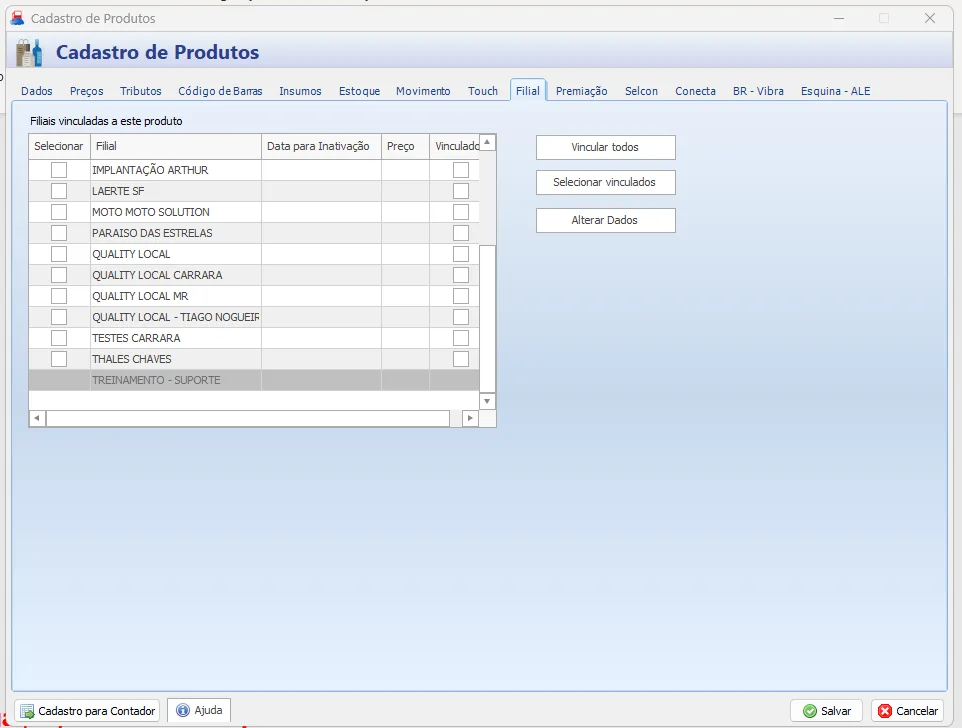 Cadastro de Produtos
Cadastro de Produtos
Dados Preços Tributos Código de Barras Insumos Estoque Movimento Touch Filial Premiação Selcon Conecta BR - Vibra Esquina - ALE
Filiais vinculadas a este produto
Selecionar Filial Data para Inativação Preço Vinculado
IMPLANTAÇÃO ARTHUR
LAERTE SF
MOTO MOTO SOLUTION
PARAISO DAS ESTRELAS
QUALITY LOCAL
QUALITY LOCAL CARRARA
QUALITY LOCAL MR
QUALITY LOCAL - TIAGO NOGUEIR
TESTES CARRARA
THALES CHAVES
TREINAMENTO - SUPORTE
Vincular todos
Selecionar vinculados
Alterar Dados
Cadastro para Contador Ajuda Salvar Cancelar